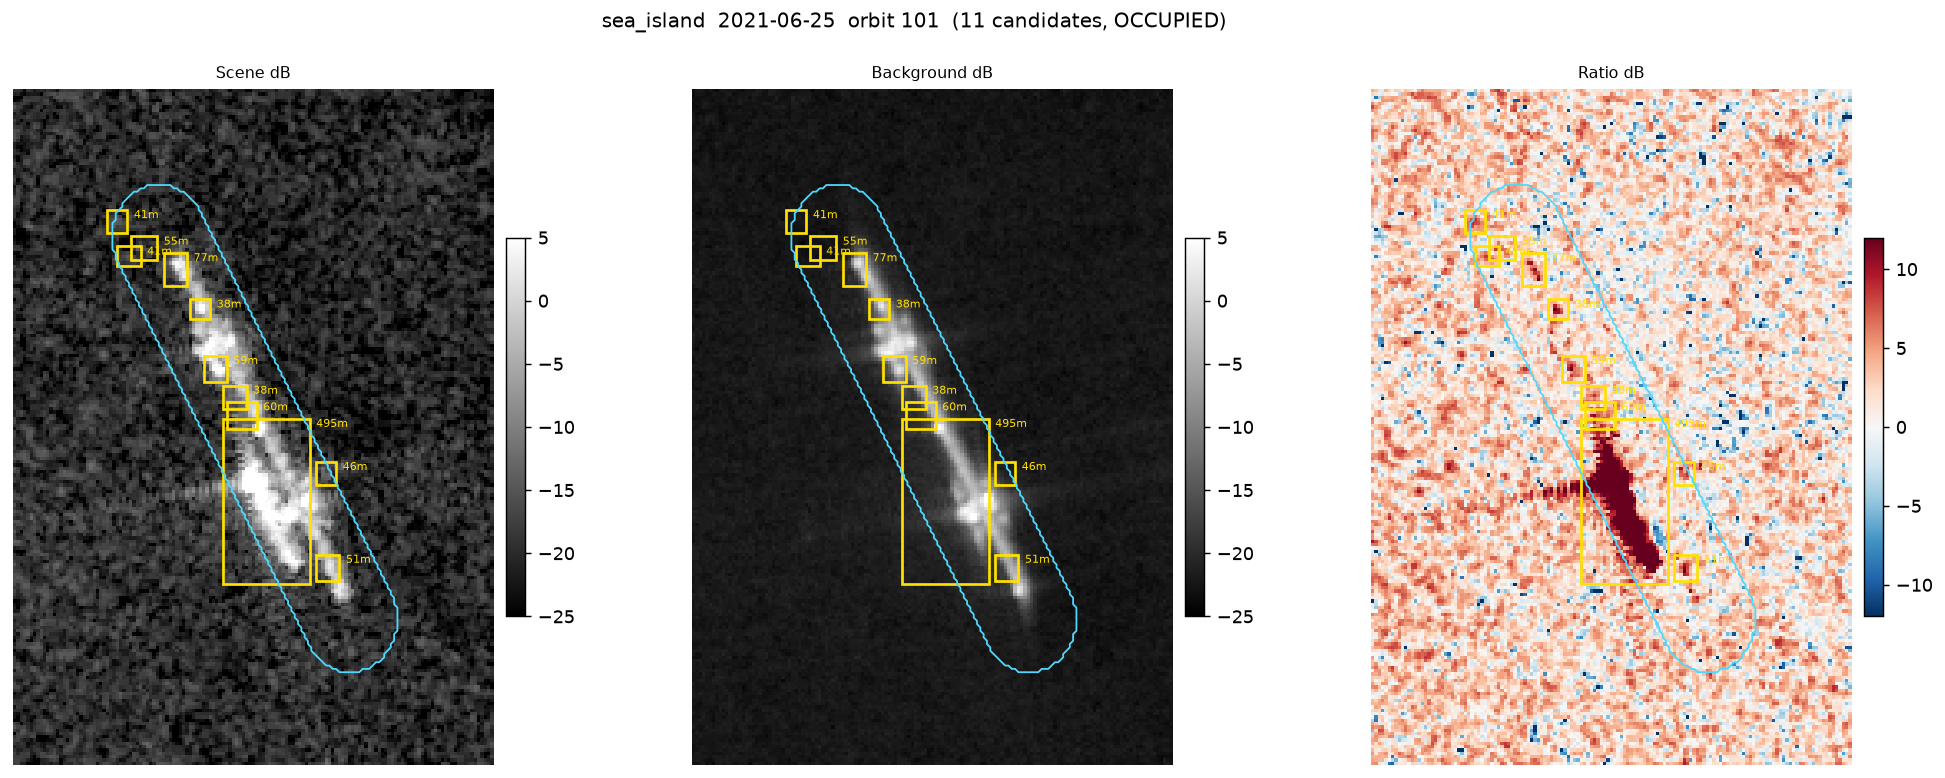 sea_island  2021-06-25  orbit 101  (11 candidates, OCCUPIED)
Scene dB
Background dB
Ratio dB
41m
55m
77m
38m
59m
38m
60m
495m
46m
51m
5
0
−5
−10
−15
−20
−25
41m
55m
77m
38m
59m
38m
60m
495m
46m
51m
5
0
−5
−10
−15
−20
−25
10
5
0
−5
−10